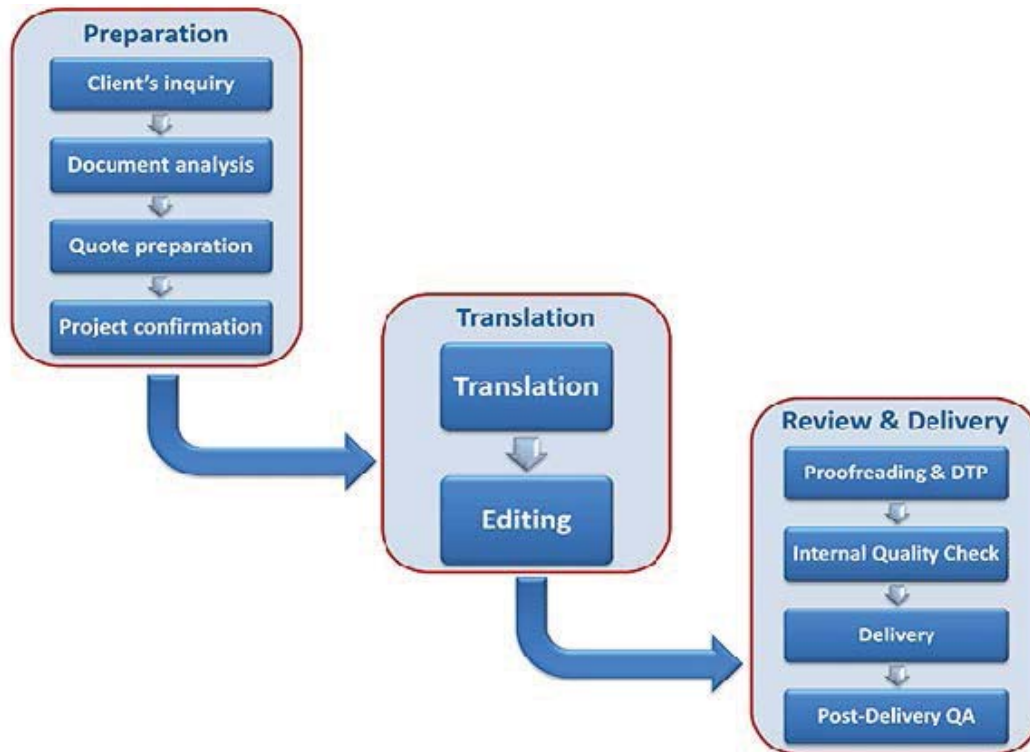 Preparation
Client's inquiry
Document analysis
Quote preparation
Project confirmation
Translation
Translation
Editing
Review & Delivery
Proofreading & DTP
Internal Quality Check
Delivery
Post-Delivery QA